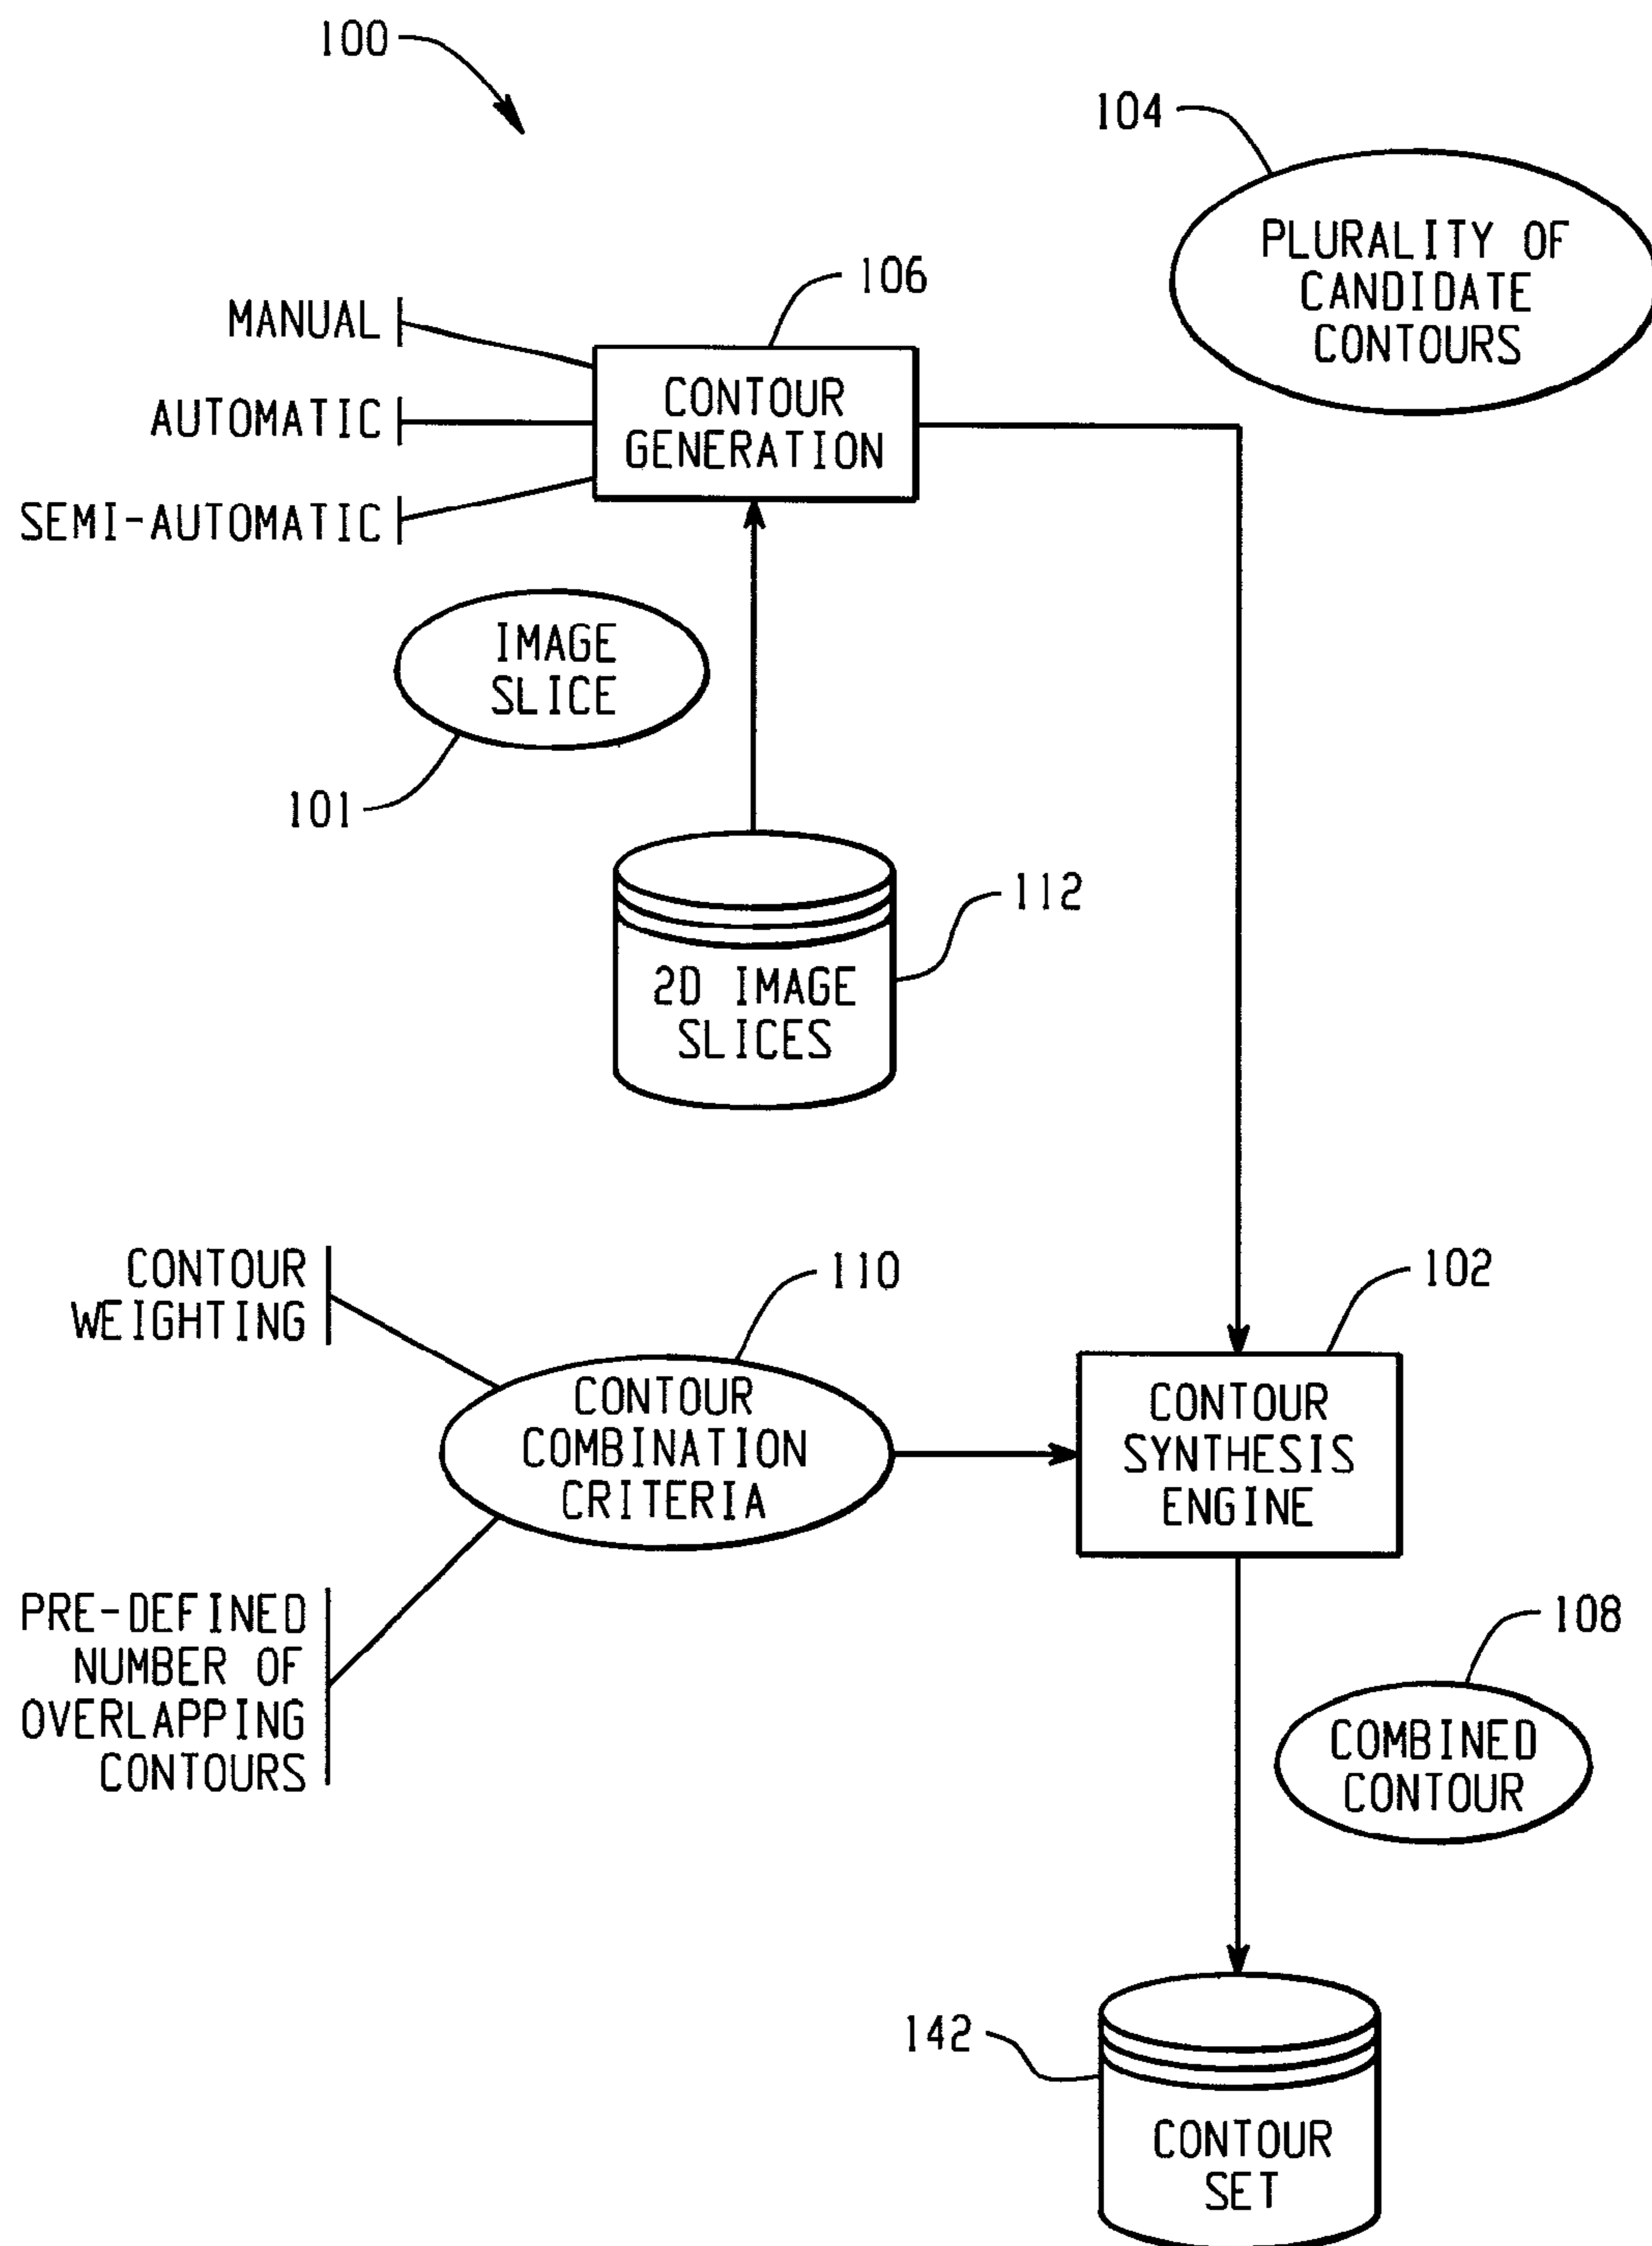 100
104
PLURALITY OF
CANDIDATE
CONTOURS
106
MANUAL
AUTOMATIC
SEMI-AUTOMATIC
CONTOUR
GENERATION
IMAGE
SLICE
101
112
2D IMAGE
SLICES
CONTOUR
WEIGHTING
110
CONTOUR
COMBINATION
CRITERIA
PRE-DEFINED
NUMBER OF
OVERLAPPING
CONTOURS
102
CONTOUR
SYNTHESIS
ENGINE
108
COMBINED
CONTOUR
142
CONTOUR
SET